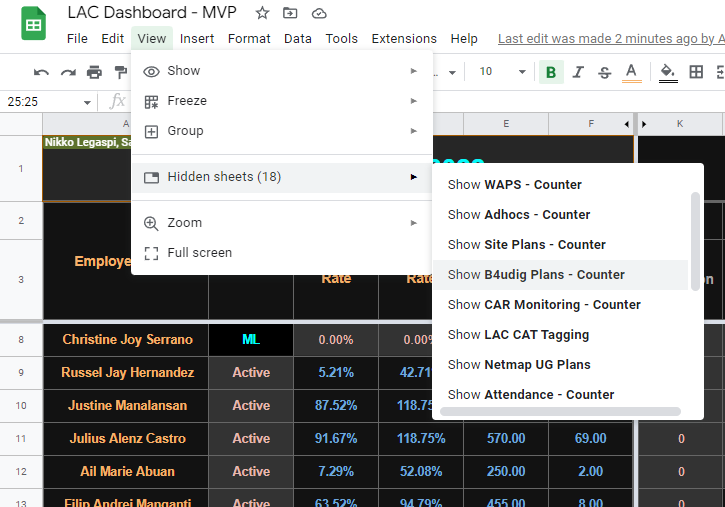 LAC Dashboard - MVP
File Edit View Insert Format Data Tools Extensions Help Last edit was made 2 minutes ago by A
Show
Freeze
Group
Hidden sheets (18)
Zoom
Full screen
10 B I S A
25:25 fx
A E F K
Nikko Legaspi, Sa
1
2
3
Employe
Rate
Rate
on
Show WAPS - Counter
Show Adhocs - Counter
Show Site Plans - Counter
Show B4udig Plans - Counter
Show CAR Monitoring - Counter
Show LAC CAT Tagging
Show Netmap UG Plans
Show Attendance - Counter
8 Christine Joy Serrano ML 0.00% 0.00%
9 Russel Jay Hernandez Active 5.21% 42.71
10 Justine Manalansan Active 87.52% 118.75
11 Julius Alenz Castro Active 91.67% 118.75% 570.00 69.00 0
12 Ail Marie Abuan Active 7.29% 52.08% 250.00 2.00 0
13 Filip Andrei Manganti Active 63.52% 94.79% 455.00 8.00 0